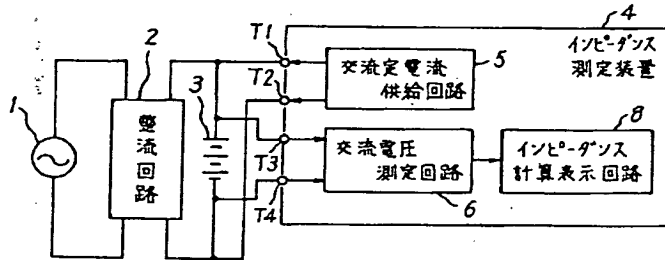 1
2
整流回路
3
T1
T2
T3
T4
4
インピーダンス
測定装置
交流定電流
供給回路
5
交流電圧
測定回路
6
インピーダンス
計算表示回路
8